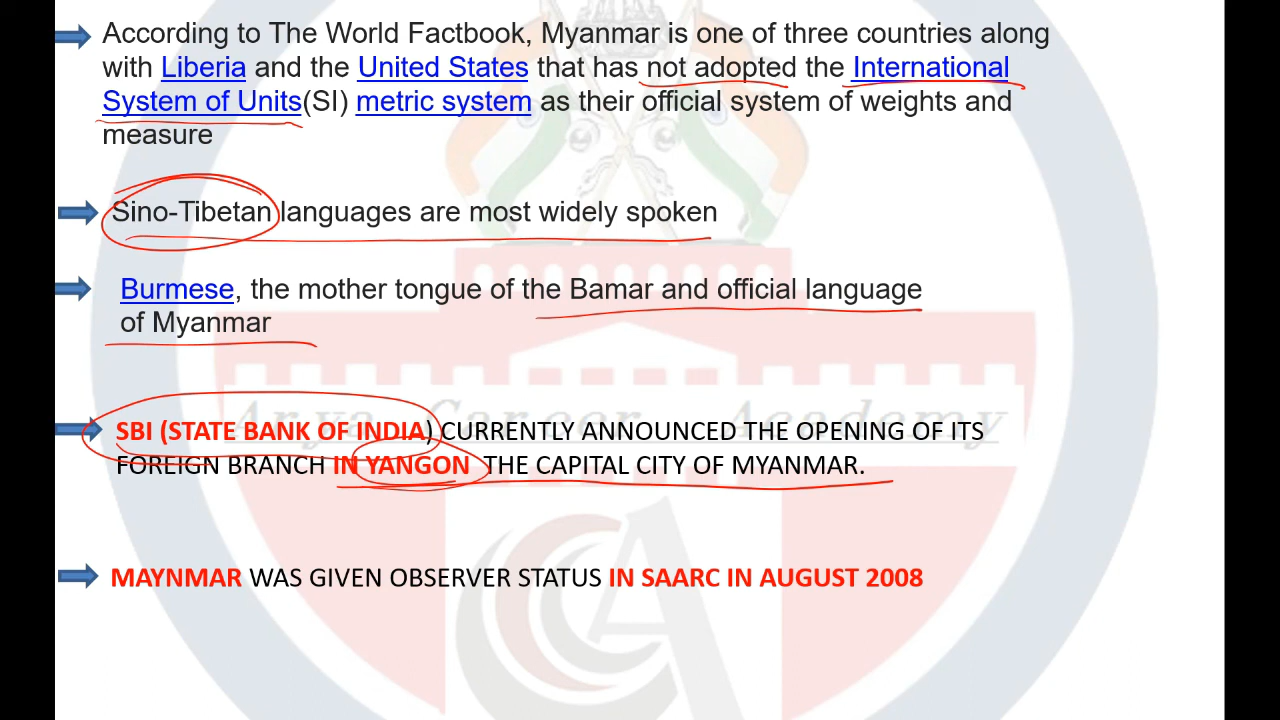 According to The World Factbook, Myanmar is one of three countries along
with Liberia and the United States that has not adopted the International
System of Units(SI) metric system as their official system of weights and
measure
Sino-Tibetan languages are most widely spoken
Burmese, the mother tongue of the Bamar and official language
of Myanmar
Arya Career Academy
SBI (STATE BANK OF INDIA) CURRENTLY ANNOUNCED THE OPENING OF ITS
FOREIGN BRANCH IN YANGON THE CAPITAL CITY OF MYANMAR.
MAYNMAR WAS GIVEN OBSERVER STATUS IN SAARC IN AUGUST 2008